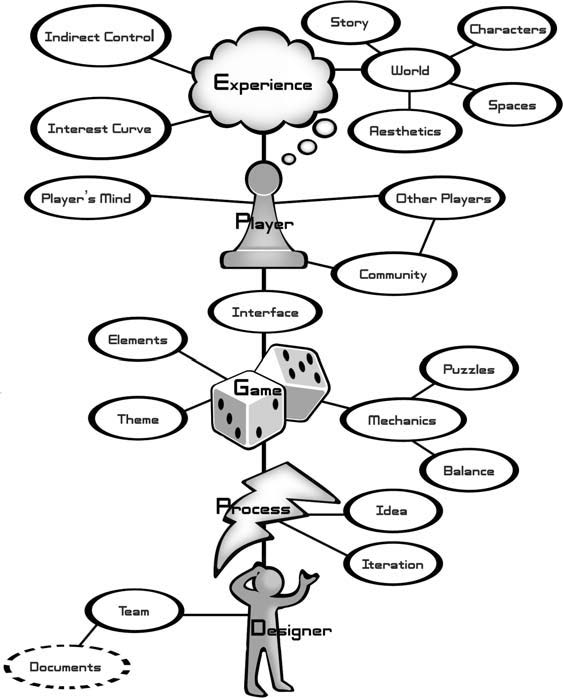 Story
Characters
Indirect Control
World
Experience
Spaces
Interest Curve
Aesthetics
Player's Mind
Other Players
Player
Community
Interface
Elements
Puzzles
Game
Theme
Mechanics
Balance
Process
Idea
Iteration
Team
Designer
Documents